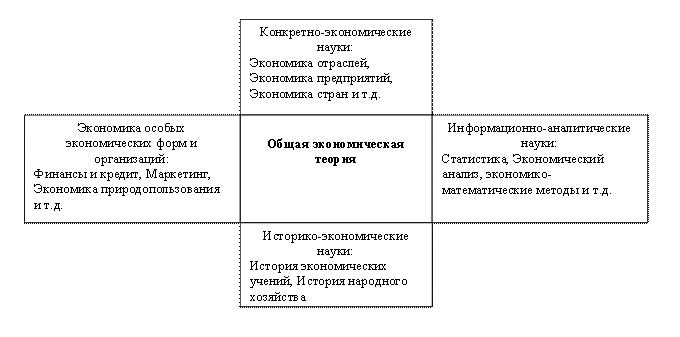 Конкретно-экономические
науки:
Экономика отраслей,
Экономика предприятий,
Экономика стран и т.д.
Экономика особых
экономических форм и
организаций:
Финансы и кредит, Маркетинг,
Экономика природопользования
и т.д.
Общая экономическая
теория
Информационно-аналитические
науки:
Статистика, Экономический
анализ, экономико-
математические методы и т.д.
Историко-экономические
науки:
История экономических
учений, История народного
хозяйства